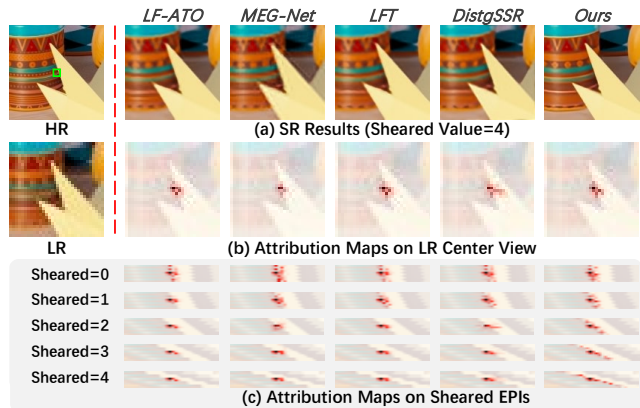 LF-ATO MEG-Net LFT DistgSSR Ours
HR (a) SR Results (Sheared Value=4)
LR (b) Attribution Maps on LR Center View
Sheared=0
Sheared=1
Sheared=2
Sheared=3
Sheared=4
(c) Attribution Maps on Sheared EPIs